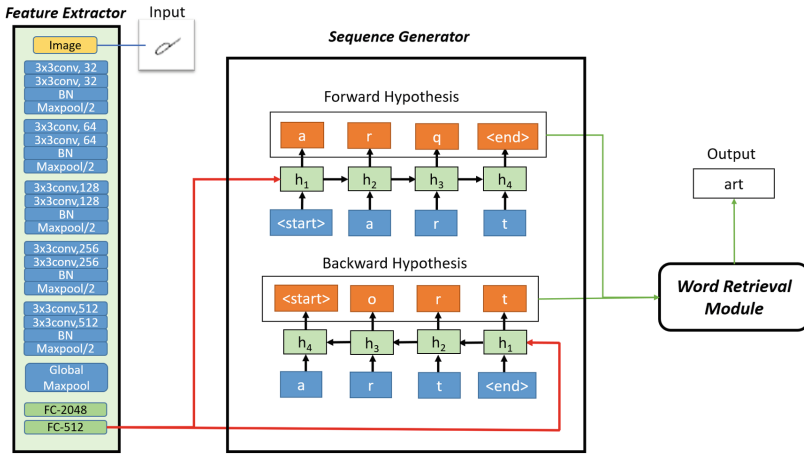 Feature Extractor
Input
Image
3x3conv, 32
3x3conv, 32
BN
Maxpool/2
3x3conv, 64
3x3conv, 64
BN
Maxpool/2
3x3conv,128
3x3conv,128
BN
Maxpool/2
3x3conv,256
3x3conv,256
BN
Maxpool/2
3x3conv,512
3x3conv,512
BN
Maxpool/2
Global
Maxpool
FC-2048
FC-512
Sequence Generator
Forward Hypothesis
a r q <end>
h1 h2 h3 h4
<start> a r t
Backward Hypothesis
<start> o r t
h4 h3 h2 h1
a r t <end>
Output
art
Word Retrieval
Module